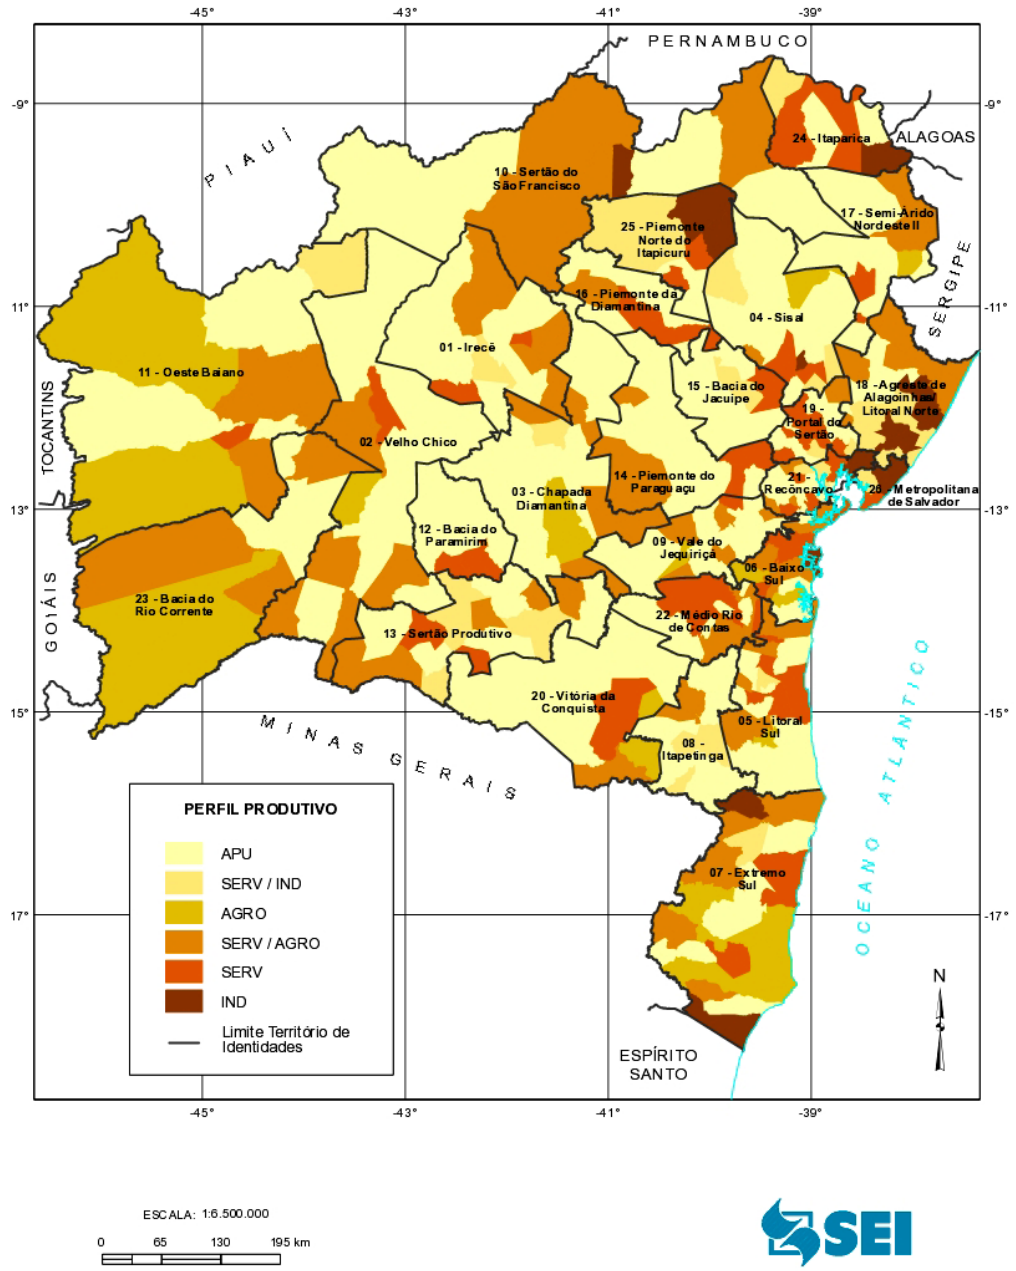 -45°
-43°
-41°
-39°
PERNAMBUCO
-9°
-9°
PIAUÍ
24 - Itaparica
ALAGOAS
10 - Sertão do
São Francisco
17 - Semi-Árido
Nordeste II
25 - Piemonte
Norte do
Itapicuru
SERGIPE
16 - Piemonte da
Diamantina
-11°
-11°
04 - Sisal
01 - Irecê
11 - Oeste Baiano
15 - Bacia do
Jacuípe
18 - Agreste de
Alagoinhas/
Litoral Norte
TOCANTINS
19 -
Portal do
Sertão
02 - Velho Chico
14 - Piemonte do
Paraguaçu
21 -
Recôncavo
26 - Metropolitana
de Salvador
03 - Chapada
Diamantina
-13°
-13°
12 - Bacia do
Paramirim
09 - Vale do
Jequiriçá
06 - Baixo
Sul
GOIÁIS
23 - Bacia do
Rio Corrente
22 - Médio Rio
de Contas
13 - Sertão Produtivo
20 - Vitória da
Conquista
-15°
-15°
05 - Litoral
Sul
08 -
Itapetinga
MINAS GERAIS
OCEANO ATLÂNTICO
PERFIL PRODUTIVO
APU
SERV / IND
AGRO
SERV / AGRO
SERV
IND
Limite Território de
Identidades
07 - Extremo
Sul
-17°
-17°
N
ESPÍRITO
SANTO
-45°
-43°
-41°
-39°
ESCALA: 1:6.500.000
0 65 130 195 km
SEI